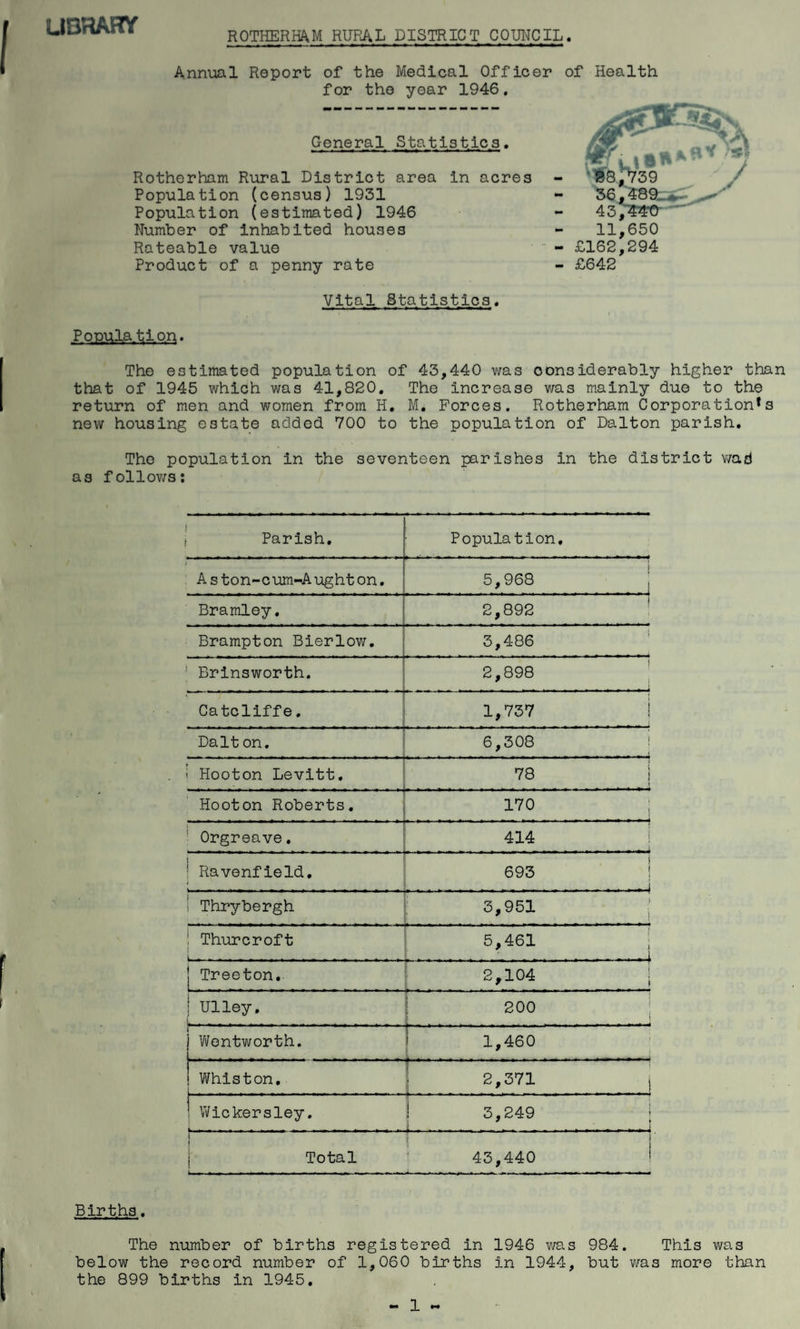 LIBRARY
ROTHERHAM RURAL DISTRICT COUNCIL.
Annual Report of the Medical Officer of Health
for the year 1946.
General Statistics.
LIBRARY
Rotherham Rural District area in acres - 8,739
Population (census) 1931 - 36,489
Population (estimated) 1946 - 43,440
Number of inhabited houses - 11,650
Rateable value - £162,294
Product of a penny rate - £642
Vital Statistics.
Population.
The estimated population of 43,440 was considerably higher than
that of 1945 which was 41,820. The increase was mainly due to the
return of men and women from H. M. Forces. Rotherham Corporation's
new housing estate added 700 to the population of Dalton parish.
The population in the seventeen parishes in the district wad
as follows:
Parish. Population.
Aston-cum-Aughton. 5,968
Bramley. 2,892
Brampton Bierlow. 3,486
Brinsworth. 2,898
Catcliffe. 1,737
Dalton. 6,308
Hooton Levitt. 78
Hooton Roberts. 170
Orgreave. 414
Ravenfield. 693
Thrybergh 3,951
Thurcroft 5,461
Treeton. 2,104
Ulley. 200
Wentworth. 1,460
Whiston. 2,371
Wickersley. 3,249
Total 43,440
Births.
The number of births registered in 1946 was 984. This was
below the record number of 1,060 births in 1944, but was more than
the 899 births in 1945.
- 1 -